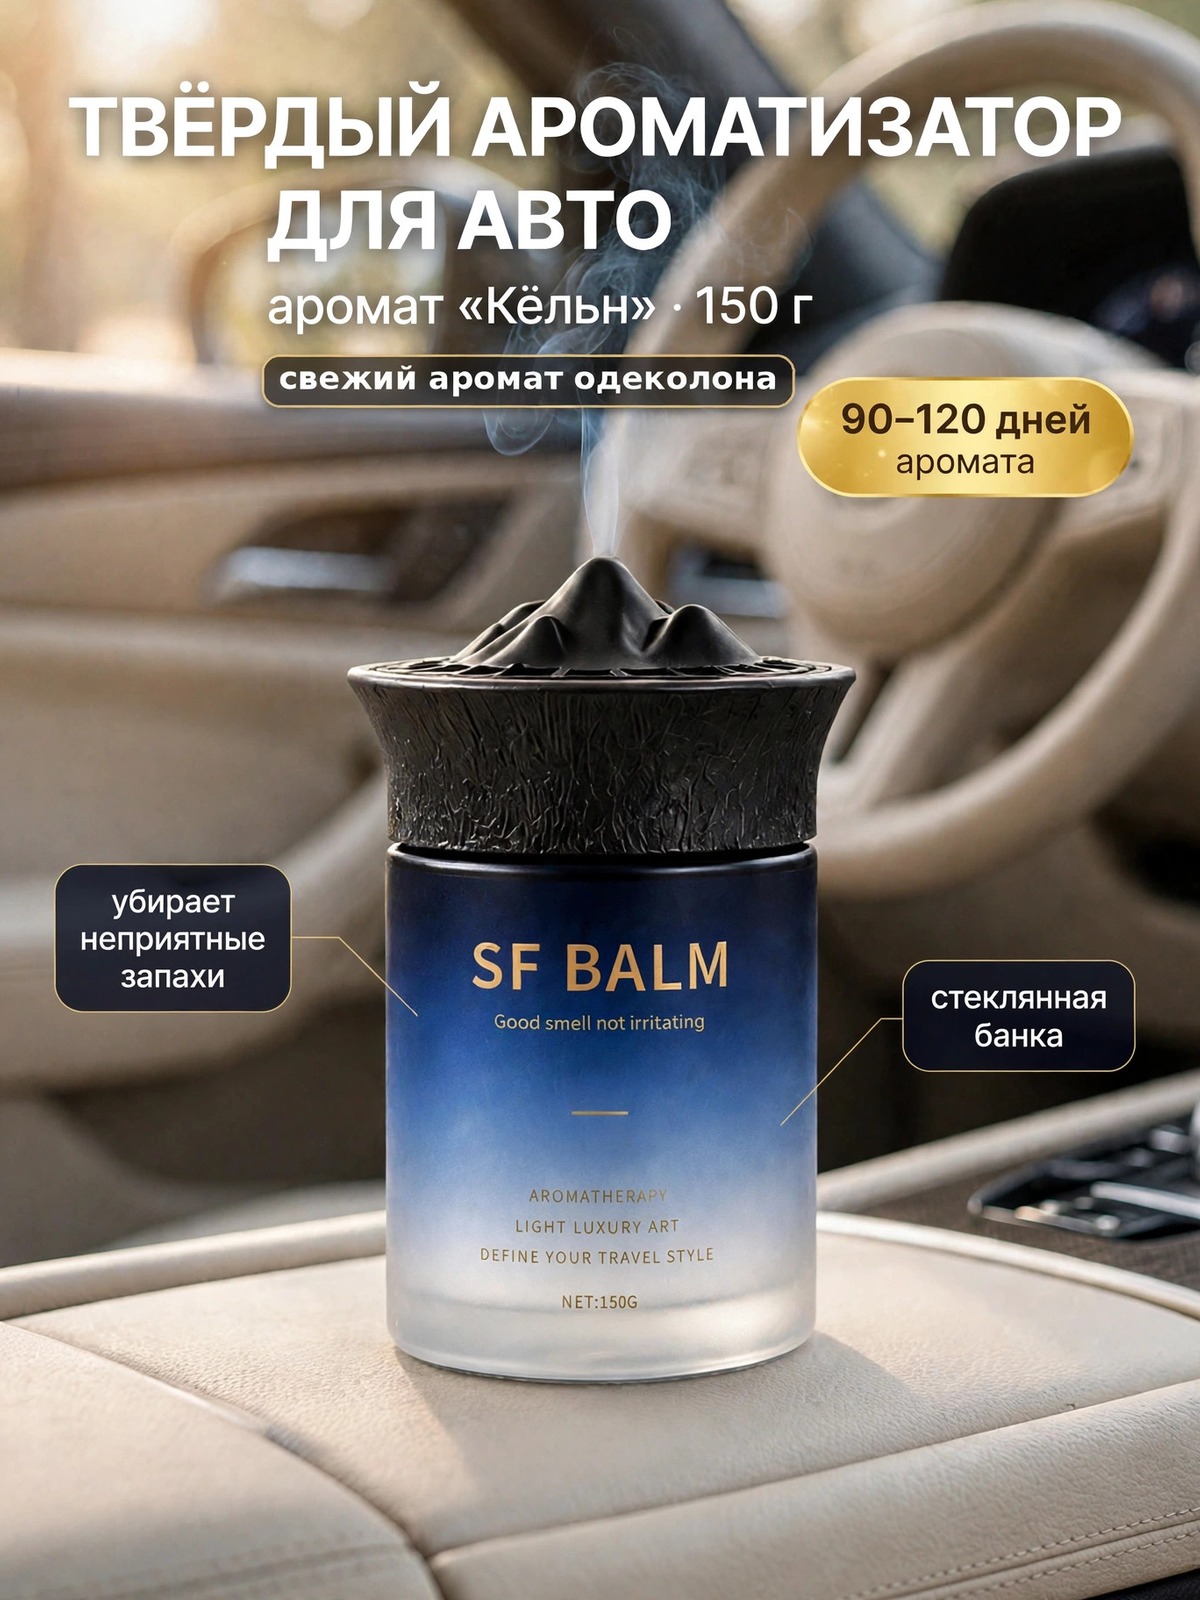 ТВЁРДЫЙ АРОМАТИЗАТОР
ДЛЯ АВТО
аромат «Кёльн» · 150 г
свежий аромат одеколона
90–120 дней
аромата
убирает
неприятные
запахи
SF BALM
Good smell not irritating
стеклянная
банка
AROMATHERAPY
LIGHT LUXURY ART
DEFINE YOUR TRAVEL STYLE
NET:150G